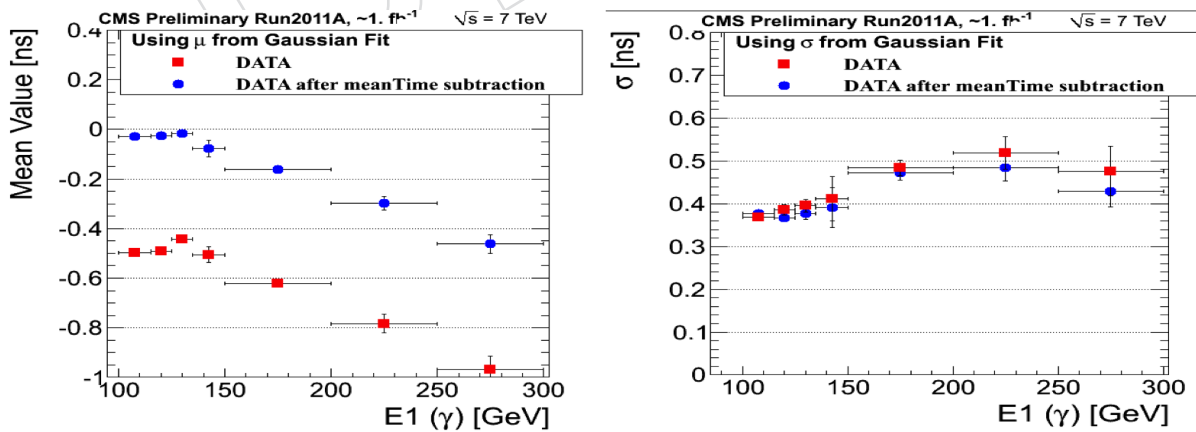 CMS Preliminary Run2011A, ~1. fb⁻¹ √s = 7 TeV
Using μ from Gaussian Fit
DATA
DATA after meanTime subtraction
Mean Value [ns]
0.4
0.2
0
-0.2
-0.4
-0.6
-0.8
-1
100 150 200 250 300
E1 (γ) [GeV]
CMS Preliminary Run2011A, ~1. fb⁻¹ √s = 7 TeV
Using σ from Gaussian Fit
DATA
DATA after meanTime subtraction
σ [ns]
0.8
0.7
0.6
0.5
0.4
0.3
0.2
0.1
0
100 150 200 250 300
E1 (γ) [GeV]